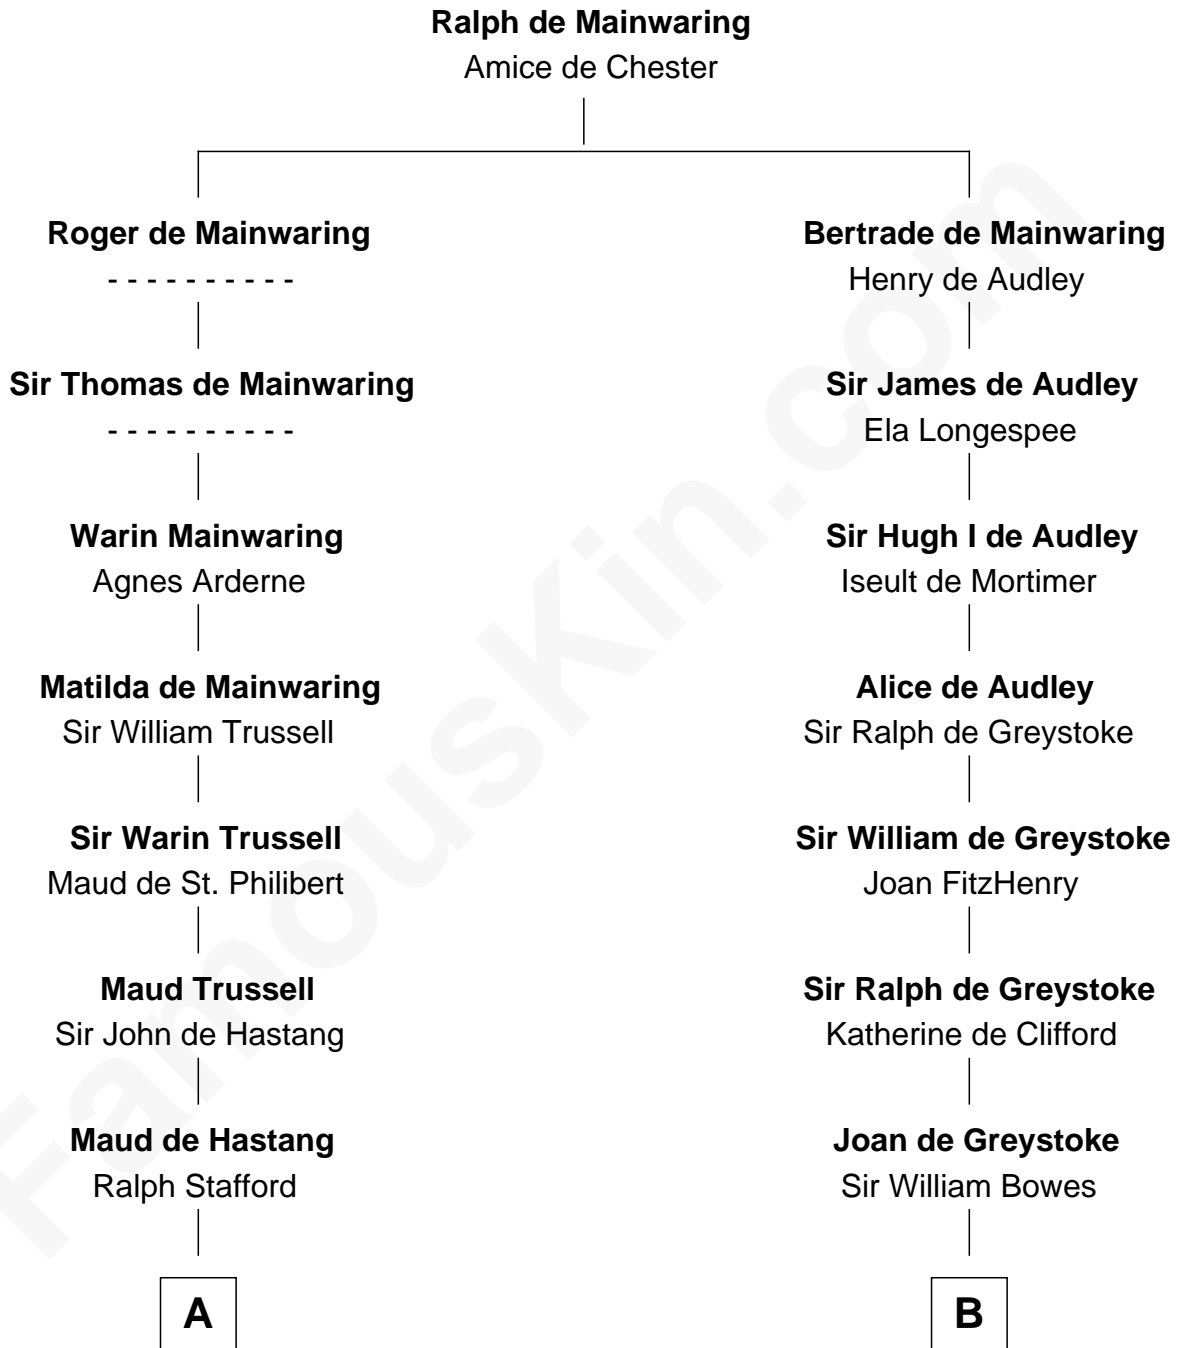 Ralph de Mainwaring
Amice de Chester
Roger de Mainwaring
- - - - - - - - - -
Sir Thomas de Mainwaring
- - - - - - - - - -
Warin Mainwaring
Agnes Arderne
Matilda de Mainwaring
Sir William Trussell
Sir Warin Trussell
Maud de St. Philibert
Maud Trussell
Sir John de Hastang
Maud de Hastang
Ralph Stafford
A
Bertrade de Mainwaring
Henry de Audley
Sir James de Audley
Ela Longespee
Sir Hugh I de Audley
Iseult de Mortimer
Alice de Audley
Sir Ralph de Greystoke
Sir William de Greystoke
Joan FitzHenry
Sir Ralph de Greystoke
Katherine de Clifford
Joan de Greystoke
Sir William Bowes
B
FamousKin.com